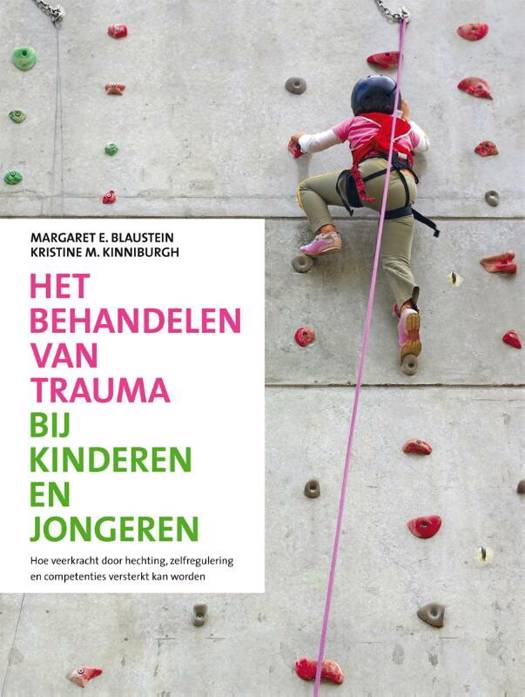 MARGARET E. BLAUSTEIN
KRISTINE M. KINNIBURGH
HET
BEHANDELEN
VAN
TRAUMA
BIJ
KINDEREN
EN
JONGEREN
Hoe veerkracht door hechting, zelfregulering
en competenties versterkt kan worden